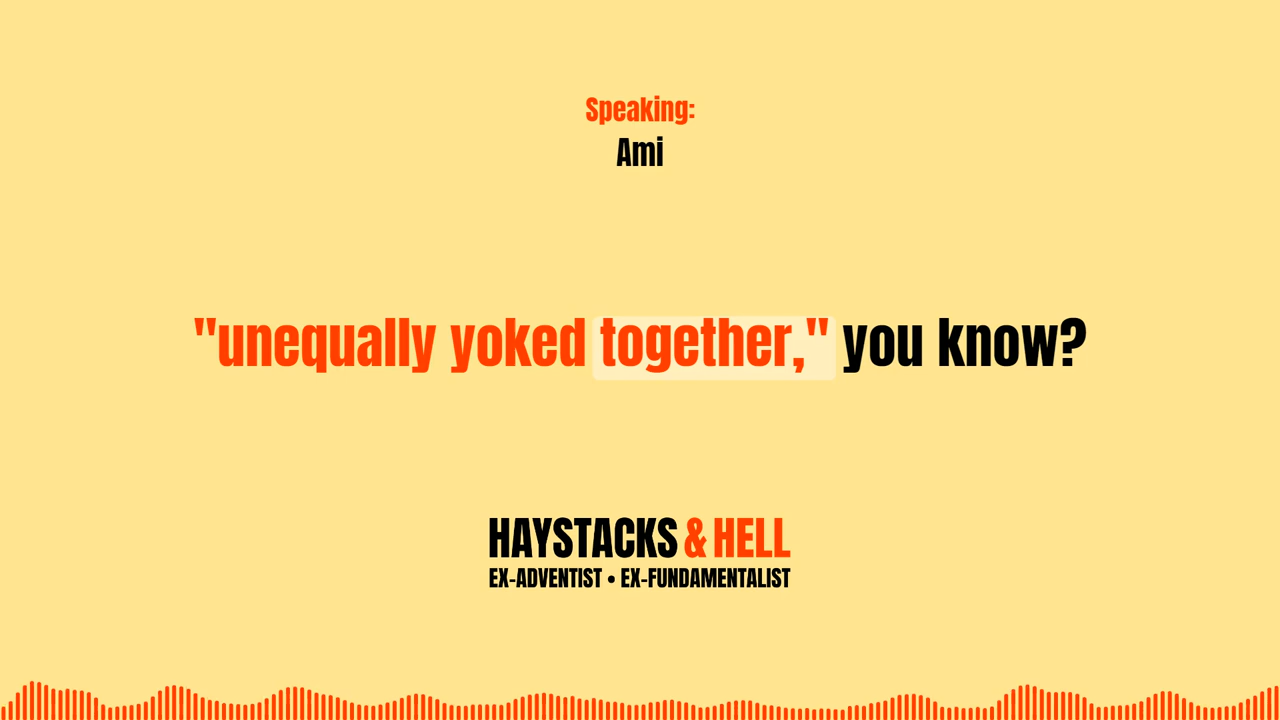 Speaking:
Ami
"unequally yoked together," you know?
HAYSTACKS & HELL
EX-ADVENTIST • EX-FUNDAMENTALIST